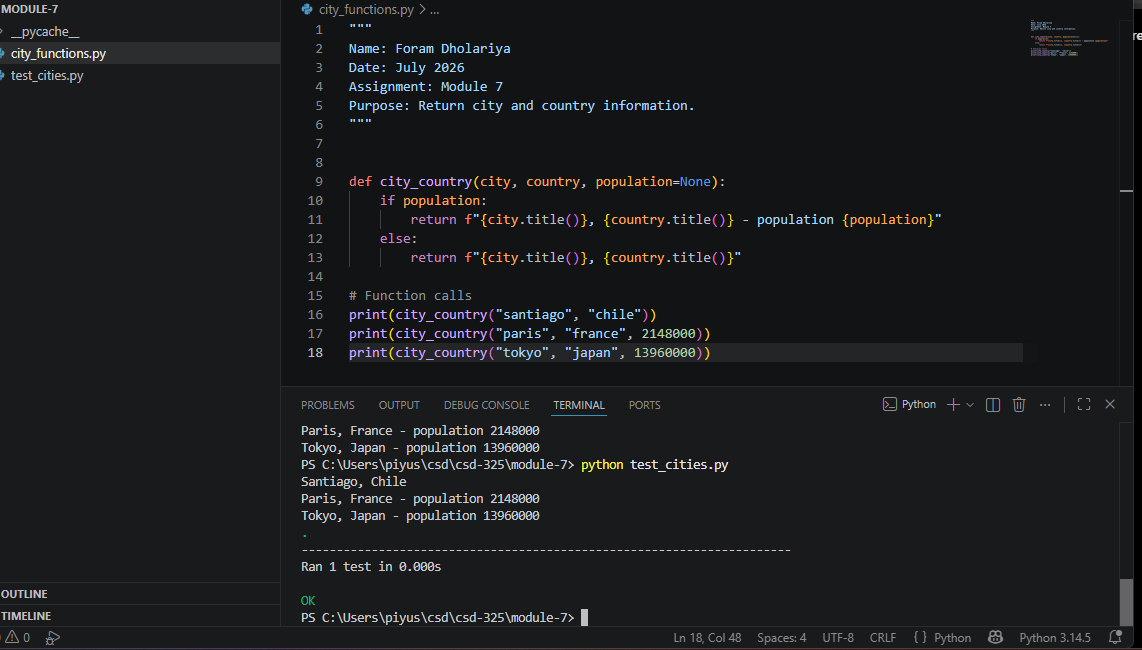 MODULE-7
__pycache__
city_functions.py
test_cities.py
OUTLINE
TIMELINE
0
city_functions.py > ...
1 """
2 Name: Foram Dholariya
3 Date: July 2026
4 Assignment: Module 7
5 Purpose: Return city and country information.
6 """
7
8
9 def city_country(city, country, population=None):
10     if population:
11         return f"{city.title()}, {country.title()} - population {population}"
12     else:
13         return f"{city.title()}, {country.title()}"
14
15 # Function calls
16 print(city_country("santiago", "chile"))
17 print(city_country("paris", "france", 2148000))
18 print(city_country("tokyo", "japan", 13960000))
re
PROBLEMS OUTPUT DEBUG CONSOLE TERMINAL PORTS Python
Paris, France - population 2148000
Tokyo, Japan - population 13960000
PS C:\Users\piyus\csd\csd-325\module-7> python test_cities.py
Santiago, Chile
Paris, France - population 2148000
Tokyo, Japan - population 13960000
.
----------------------------------------------------------------------
Ran 1 test in 0.000s
OK
PS C:\Users\piyus\csd\csd-325\module-7>
Ln 18, Col 48 Spaces: 4 UTF-8 CRLF { } Python Python 3.14.5